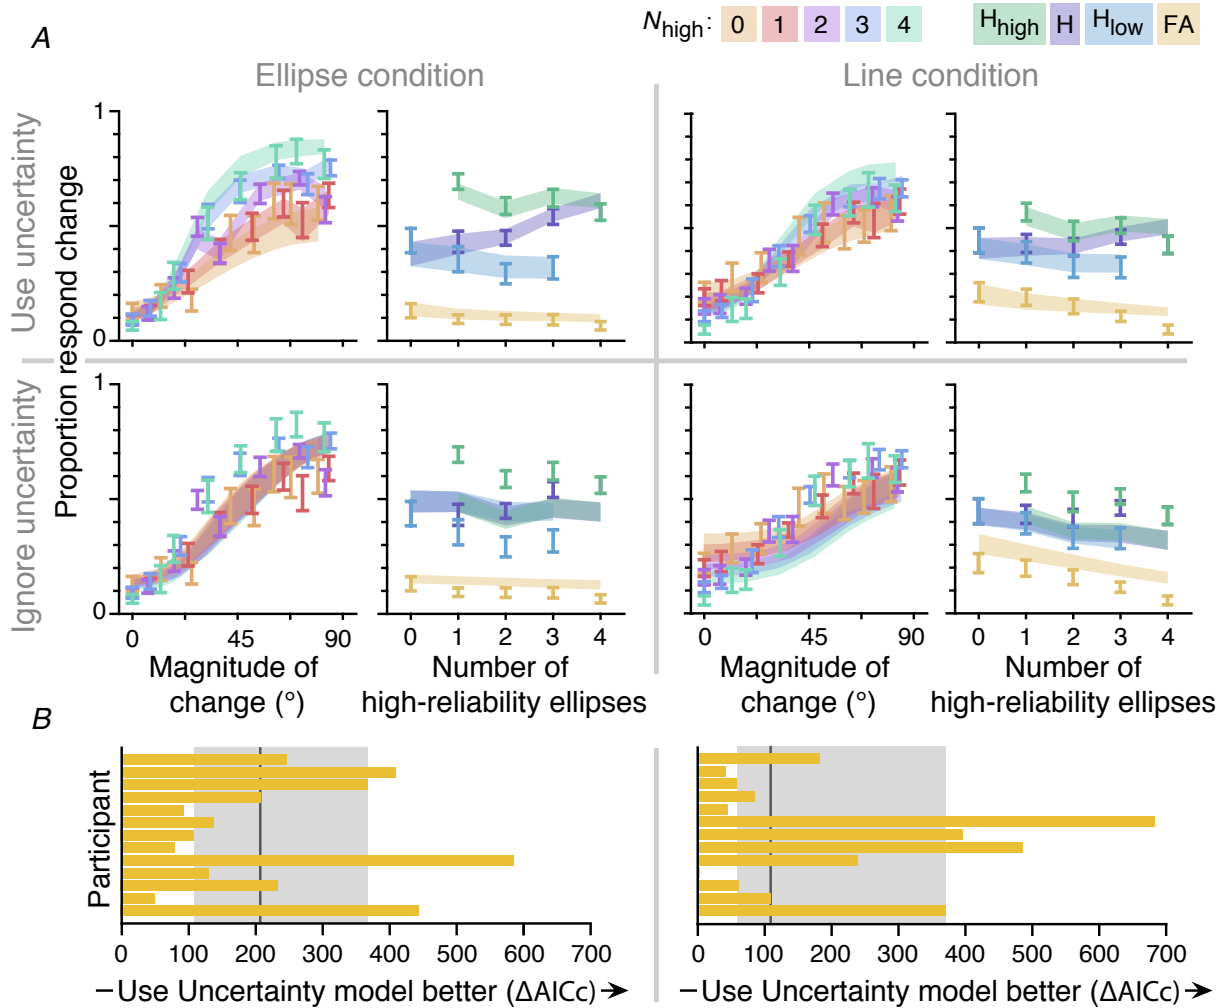 A
Nhigh: 0 1 2 3 4 Hhigh H Hlow FA
Ellipse condition
Line condition
Use uncertainty
Ignore uncertainty
Proportion respond change
1
0
1
0
0 45 90
0 1 2 3 4
0 45 90
0 1 2 3 4
Magnitude of
change (°)
Number of
high-reliability ellipses
Magnitude of
change (°)
Number of
high-reliability ellipses
B
Participant
0 100 200 300 400 500 600 700
0 100 200 300 400 500 600 700
Use Uncertainty model better (ΔAICc)
Use Uncertainty model better (ΔAICc)